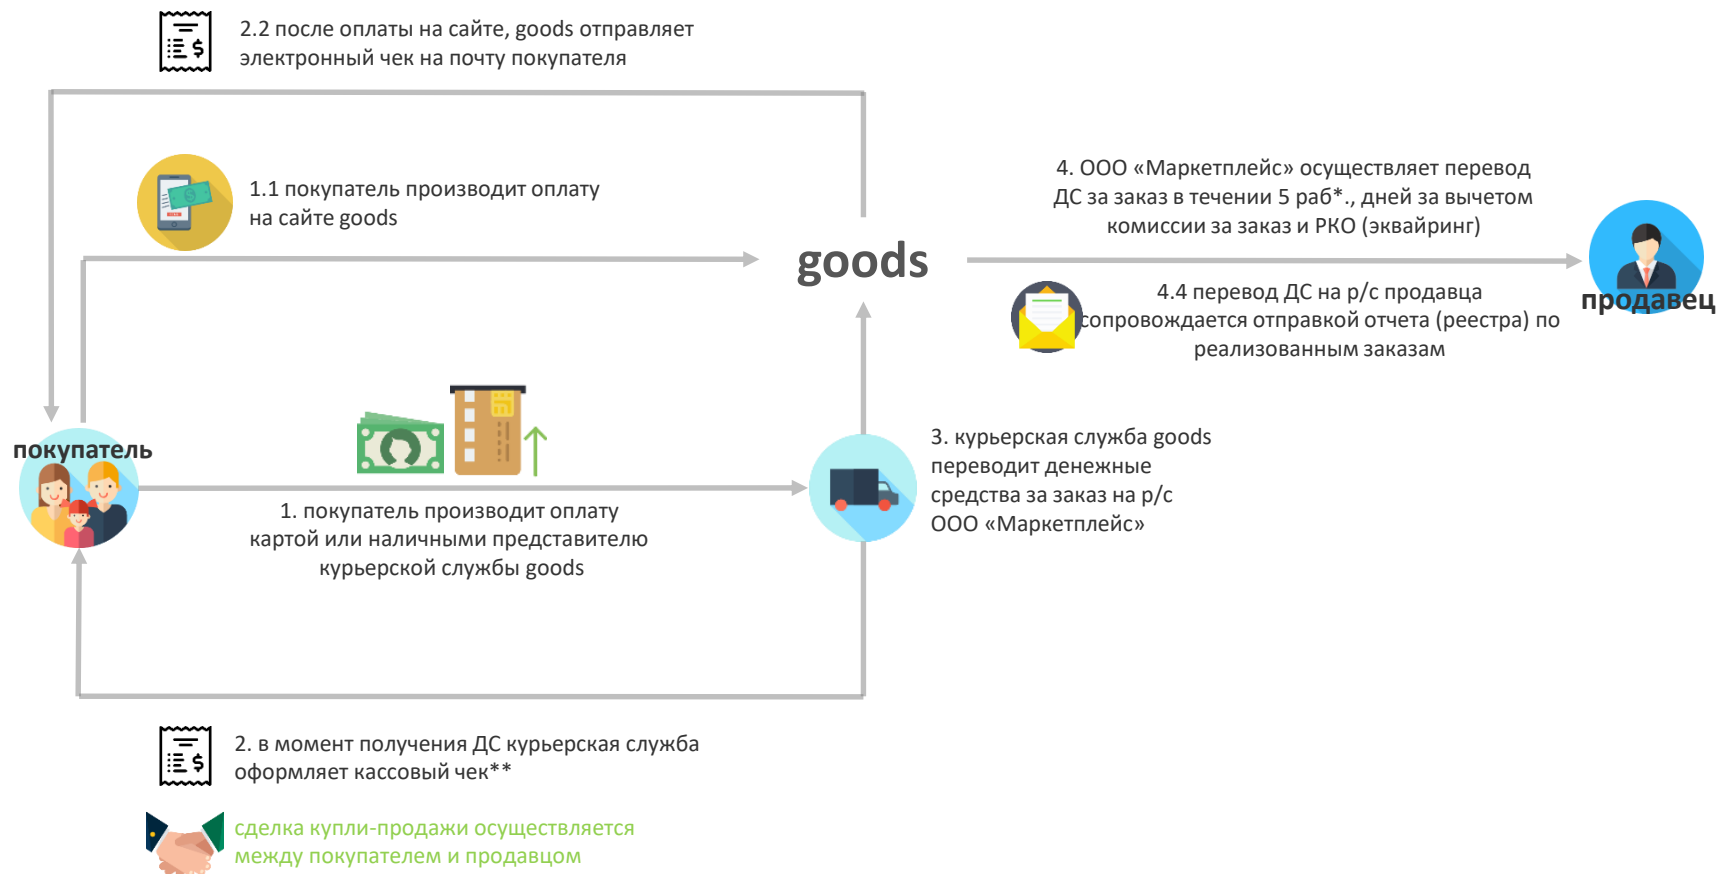 2.2 после оплаты на сайте, goods отправляет
электронный чек на почту покупателя
1.1 покупатель производит оплату
на сайте goods
4. ООО «Маркетплейс» осуществляет перевод
ДС за заказ в течении 5 раб*., дней за вычетом
комиссии за заказ и РКО (эквайринг)
goods
4.4 перевод ДС на р/с продавца
сопровождается отправкой отчета (реестра) по
реализованным заказам
продавец
покупатель
1. покупатель производит оплату
картой или наличными представителю
курьерской службы goods
3. курьерская служба goods
переводит денежные
средства за заказ на р/с
ООО «Маркетплейс»
2. в момент получения ДС курьерская служба
оформляет кассовый чек**
сделка купли-продажи осуществляется
между покупателем и продавцом